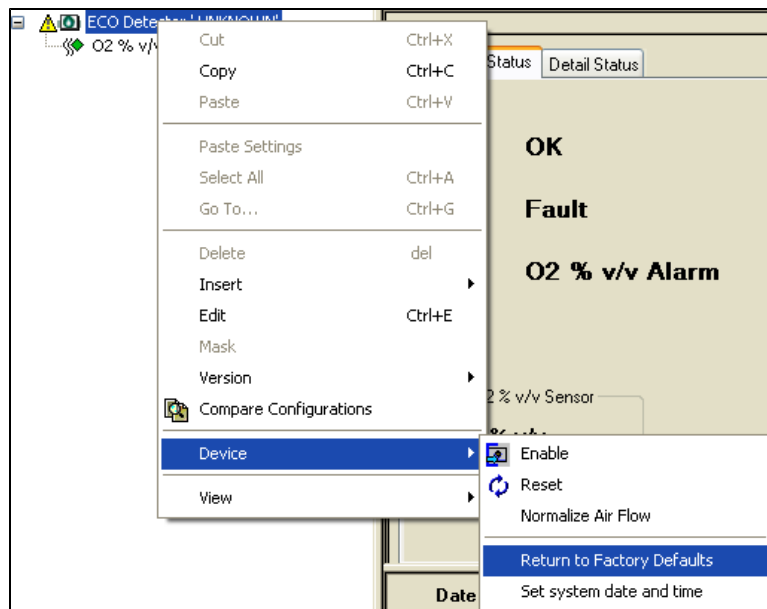 ECO Detector 'UNKNOWN'
O2 % v/v
Cut Ctrl+X
Copy Ctrl+C
Paste Ctrl+V
Paste Settings
Select All Ctrl+A
Go To... Ctrl+G
Delete del
Insert
Edit Ctrl+E
Mask
Version
Compare Configurations
Device
View
Status
Detail Status
OK
Fault
O2 % v/v Alarm
2 % v/v Sensor
% v/v
Enable
Reset
Normalize Air Flow
Return to Factory Defaults
Set system date and time
Date